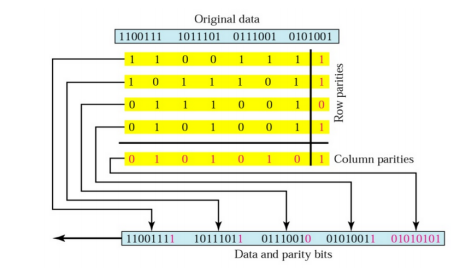 Original data
1100111 1011101 0111001 0101001
1 1 0 0 1 1 1 1
1 0 1 1 1 0 1 1
0 1 1 1 0 0 1 0
0 1 0 1 0 0 1 1
0 1 0 1 0 1 0 1
Row parities
Column parities
11001111 10111011 01110010 01010011 01010101
Data and parity bits